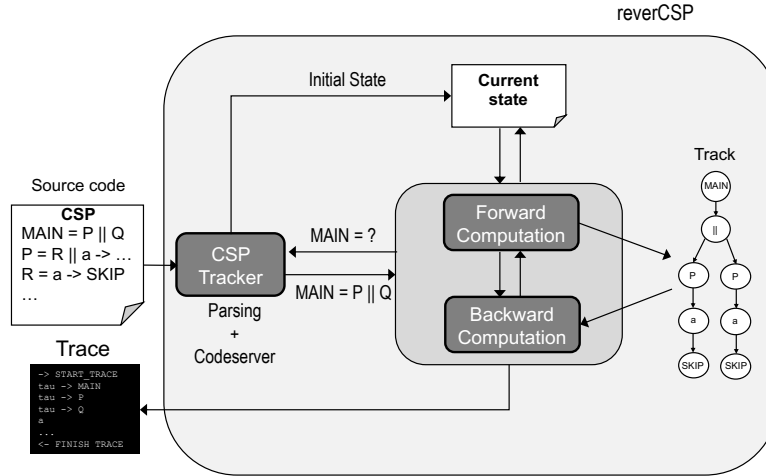 reverCSP
Initial State
Current
state
Source code
CSP
MAIN = P || Q
P = R || a -> ...
R = a -> SKIP
...
CSP
Tracker
Parsing
+
Codeserver
MAIN = ?
MAIN = P || Q
Forward
Computation
Backward
Computation
Track
MAIN
||
P
P
a
a
SKIP
SKIP
Trace
-> START_TRACE
tau -> MAIN
tau -> P
tau -> Q
a
...
<- FINISH TRACE